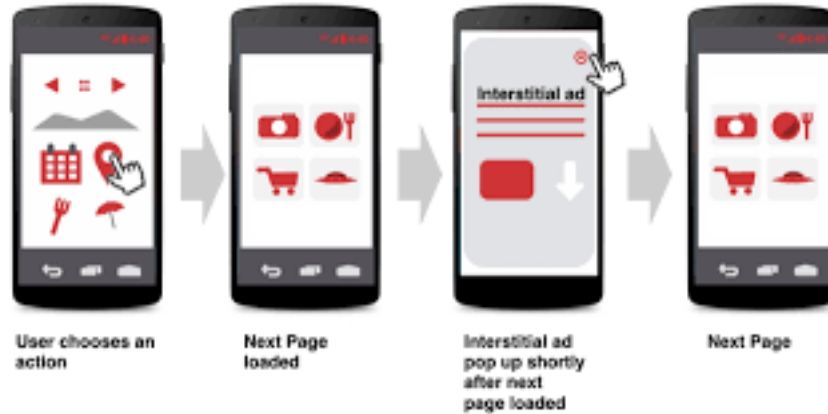 Interstitial ad
User chooses an
action
Next Page
loaded
Interstitial ad
pop up shortly
after next
page loaded
Next Page